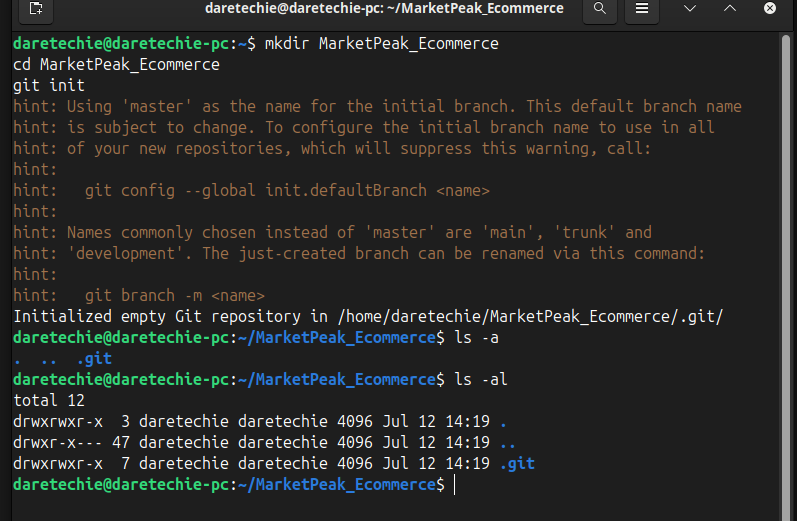 daretechie@daretechie-pc: ~/MarketPeak_Ecommerce
daretechie@daretechie-pc:~$ mkdir MarketPeak_Ecommerce
cd MarketPeak_Ecommerce
git init
hint: Using 'master' as the name for the initial branch. This default branch name
hint: is subject to change. To configure the initial branch name to use in all
hint: of your new repositories, which will suppress this warning, call:
hint:
hint:   git config --global init.defaultBranch <name>
hint:
hint: Names commonly chosen instead of 'master' are 'main', 'trunk' and
hint: 'development'. The just-created branch can be renamed via this command:
hint:
hint:   git branch -m <name>
Initialized empty Git repository in /home/daretechie/MarketPeak_Ecommerce/.git/
daretechie@daretechie-pc:~/MarketPeak_Ecommerce$ ls -a
.  ..  .git
daretechie@daretechie-pc:~/MarketPeak_Ecommerce$ ls -al
total 12
drwxrwxr-x  3 daretechie daretechie 4096 Jul 12 14:19 .
drwxr-x--- 47 daretechie daretechie 4096 Jul 12 14:19 ..
drwxrwxr-x  7 daretechie daretechie 4096 Jul 12 14:19 .git
daretechie@daretechie-pc:~/MarketPeak_Ecommerce$